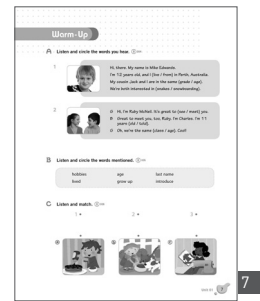 Warm-Up
A Listen and circle the words you hear.
1
Hi, there. My name is Mike Edwards.
I'm 12 years old, and I (live / from) in Perth, Australia.
My cousin Jack and I are in the same (grade / age).
We're both interested in (snakes / snowboarding).
2
G Hi, I'm Ruby Michell. It's great to (see / meet) you.
B Great to meet you, too, Ruby. I'm Charles. I'm 11
years (old / told).
G Oh, we're the same (class / age). Cool!
B Listen and circle the words mentioned.
hobbies age last name
lived grow up introduce
C Listen and match.
1 2 3
7
7